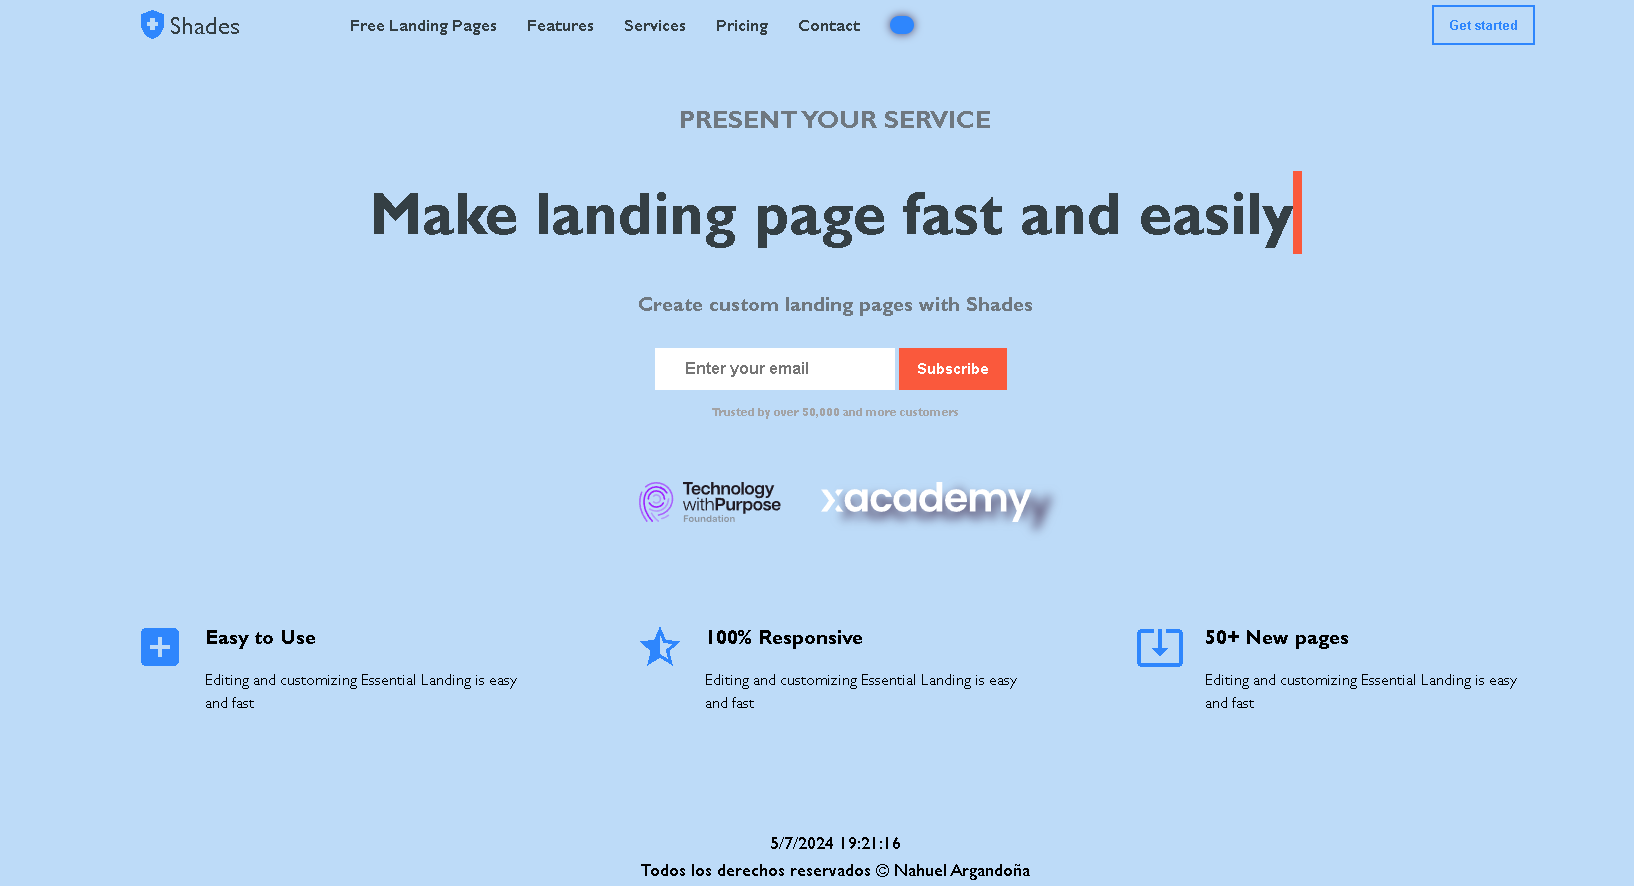 Shades
Free Landing Pages
Features
Services
Pricing
Contact
Get started
PRESENT YOUR SERVICE
Make landing page fast and easily
Create custom landing pages with Shades
Enter your email
Subscribe
Trusted by over 50,000 and more customers
Technology
withPurpose
Foundation
xacademy
Easy to Use
Editing and customizing Essential Landing is easy
and fast
100% Responsive
Editing and customizing Essential Landing is easy
and fast
50+ New pages
Editing and customizing Essential Landing is easy
and fast
5/7/2024 19:21:16
Todos los derechos reservados © Nahuel Argandoña